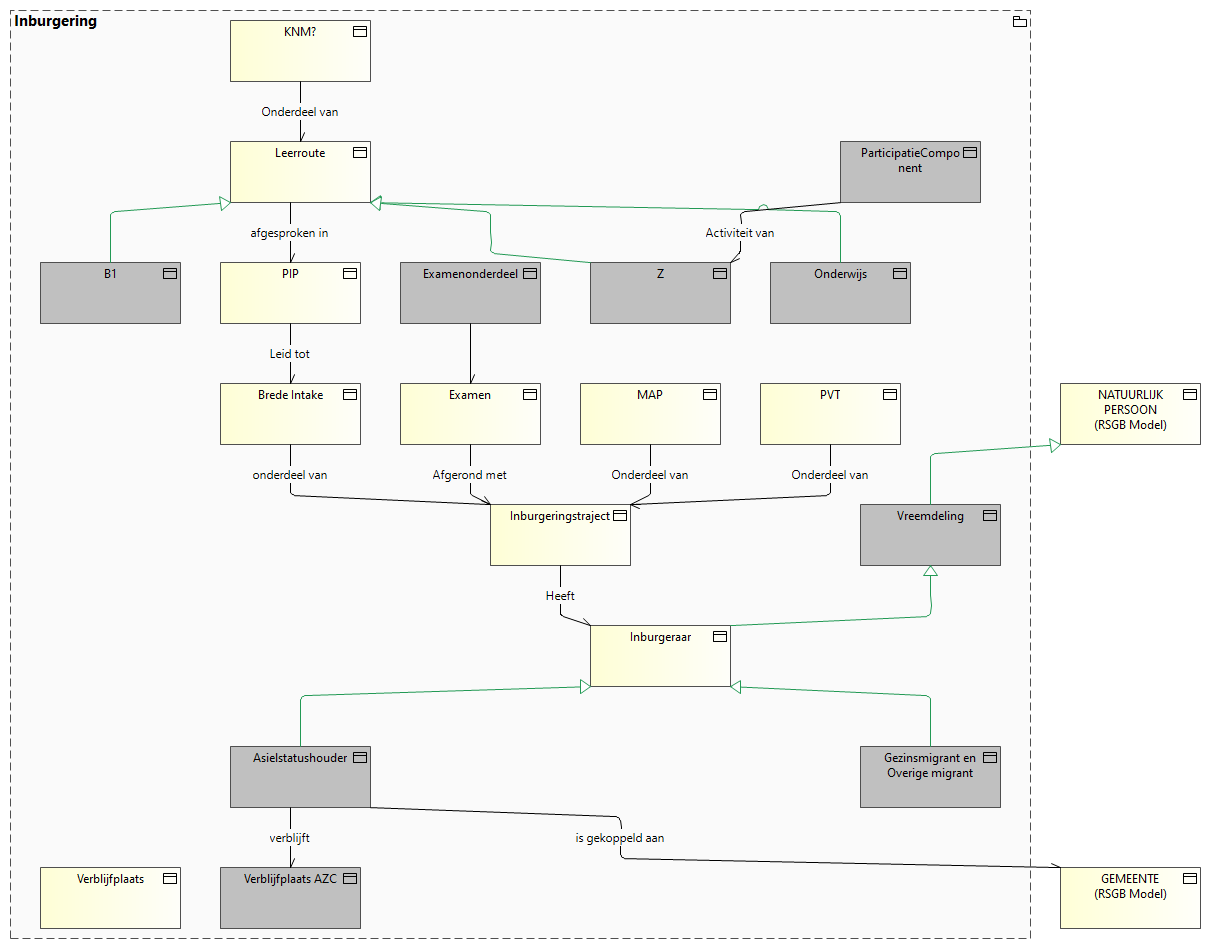 Inburgering
KNM?
Onderdeel van
Leerroute
ParticipatieCompo
nent
afgesproken in
Activiteit van
B1
PIP
Examenonderdeel
Z
Onderwijs
Leid tot
Brede Intake
Examen
MAP
PVT
NATUURLIJK
PERSOON
(RSGB Model)
onderdeel van
Afgerond met
Onderdeel van
Onderdeel van
Inburgeringstraject
Vreemdeling
Heeft
Inburgeraar
Asielstatushouder
Gezinsmigrant en
Overige migrant
verblijft
is gekoppeld aan
Verblijfplaats
Verblijfplaats AZC
GEMEENTE
(RSGB Model)